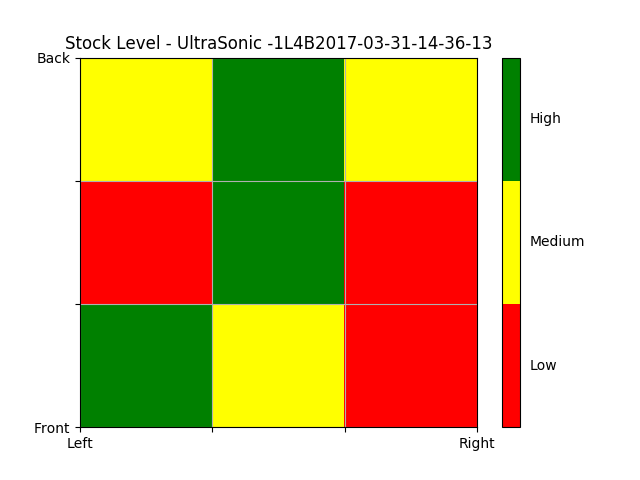 Stock Level - UltraSonic -1L4B2017-03-31-14-36-13
Back
High
Medium
Low
Front
Left
Right